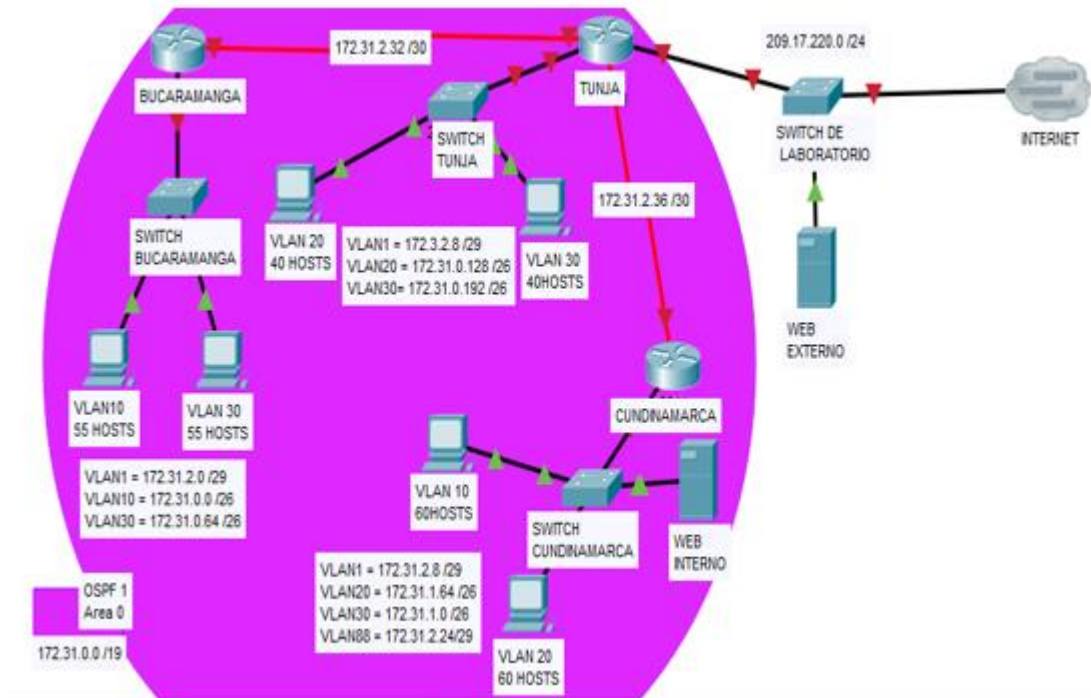 172.31.2.32 /30
209.17.220.0 /24
BUCARAMANGA
TUNJA
INTERNET
SWITCH
TUNJA
SWITCH DE
LABORATORIO
172.31.2.36 /30
SWITCH
BUCARAMANGA
VLAN 20
40 HOSTS
VLAN1 = 172.3.2.8 /29
VLAN20 = 172.31.0.128 /26
VLAN30= 172.31.0.192 /26
VLAN 30
40HOSTS
WEB
EXTERNO
VLAN10
55 HOSTS
VLAN 30
55 HOSTS
CUNDINAMARCA
VLAN1 = 172.31.2.0 /29
VLAN10 = 172.31.0.0 /26
VLAN30 = 172.31.0.64 /26
VLAN 10
60HOSTS
SWITCH
CUNDINAMARCA
WEB
INTERNO
VLAN1 = 172.31.2.8 /29
VLAN20 = 172.31.1.64 /26
VLAN30 = 172.31.1.0 /26
VLAN88 = 172.31.2.24/29
OSPF 1
Area 0
172.31.0.0 /19
VLAN 20
60 HOSTS